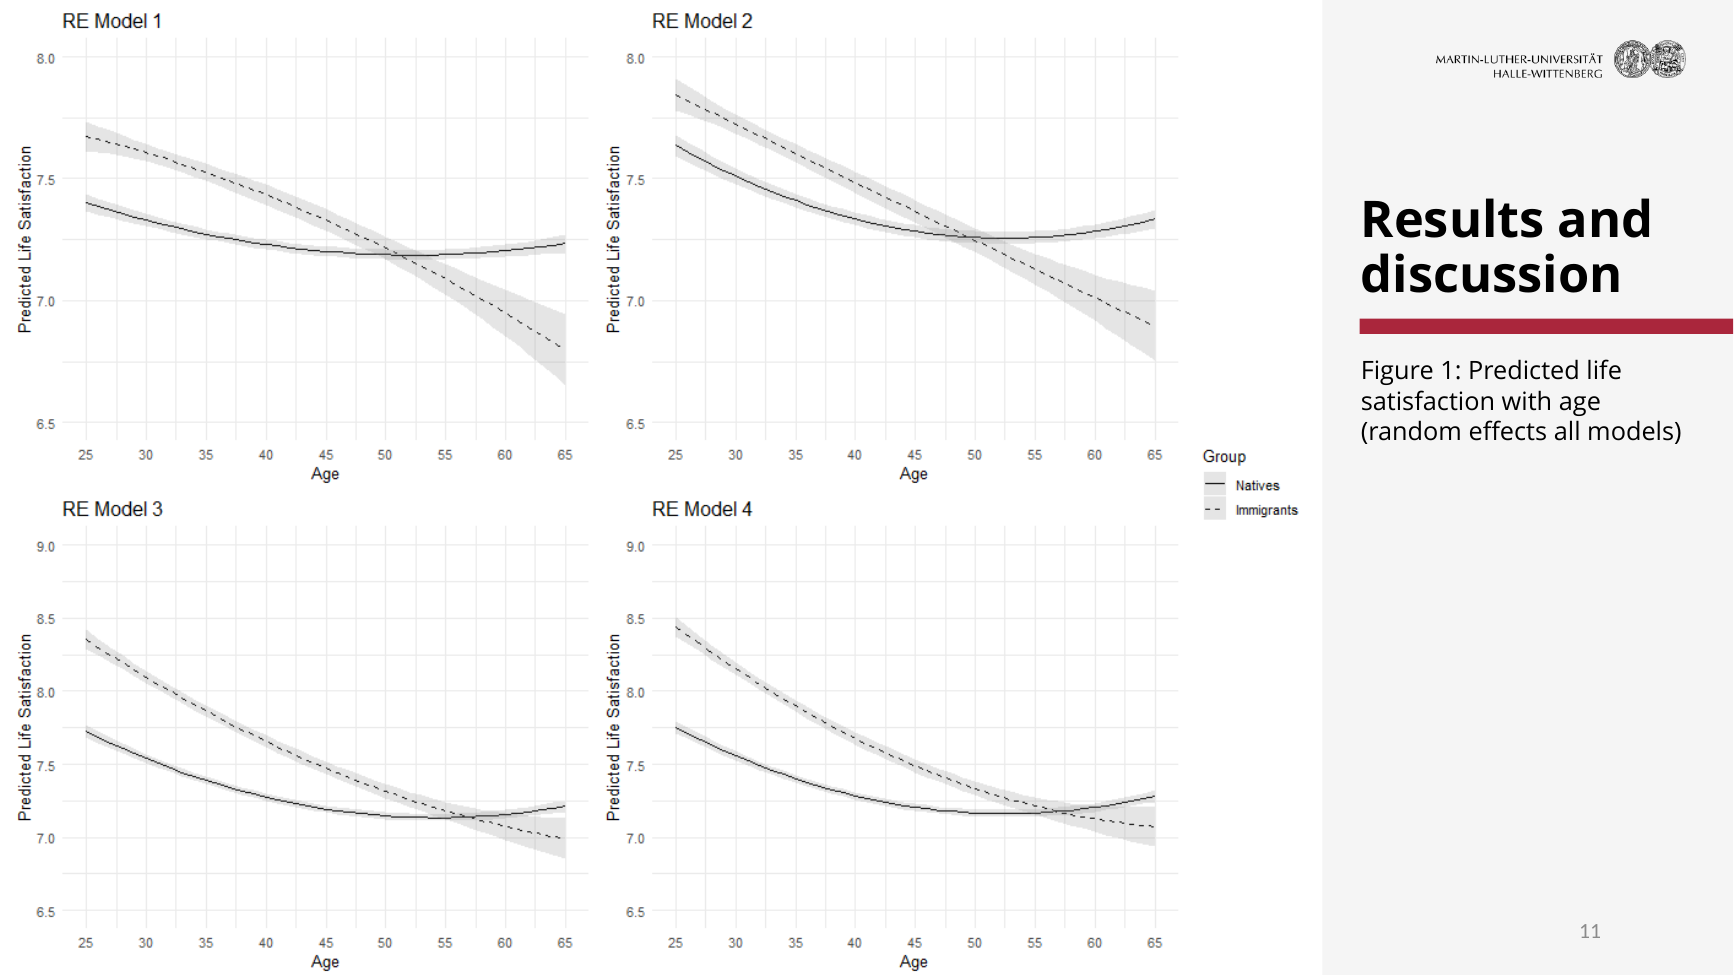 RE Model 1
8.0
7.5
7.0
6.5
Predicted Life Satisfaction
25 30 35 40 45 50 55 60 65
Age
RE Model 2
8.0
7.5
7.0
6.5
Predicted Life Satisfaction
25 30 35 40 45 50 55 60 65
Age
RE Model 3
9.0
8.5
8.0
7.5
7.0
6.5
Predicted Life Satisfaction
25 30 35 40 45 50 55 60 65
Age
RE Model 4
9.0
8.5
8.0
7.5
7.0
6.5
Predicted Life Satisfaction
25 30 35 40 45 50 55 60 65
Age
Group
Natives
Immigrants
MARTIN-LUTHER-UNIVERSITÄT
HALLE-WITTENBERG
Results and
discussion
Figure 1: Predicted life
satisfaction with age
(random effects all models)
11